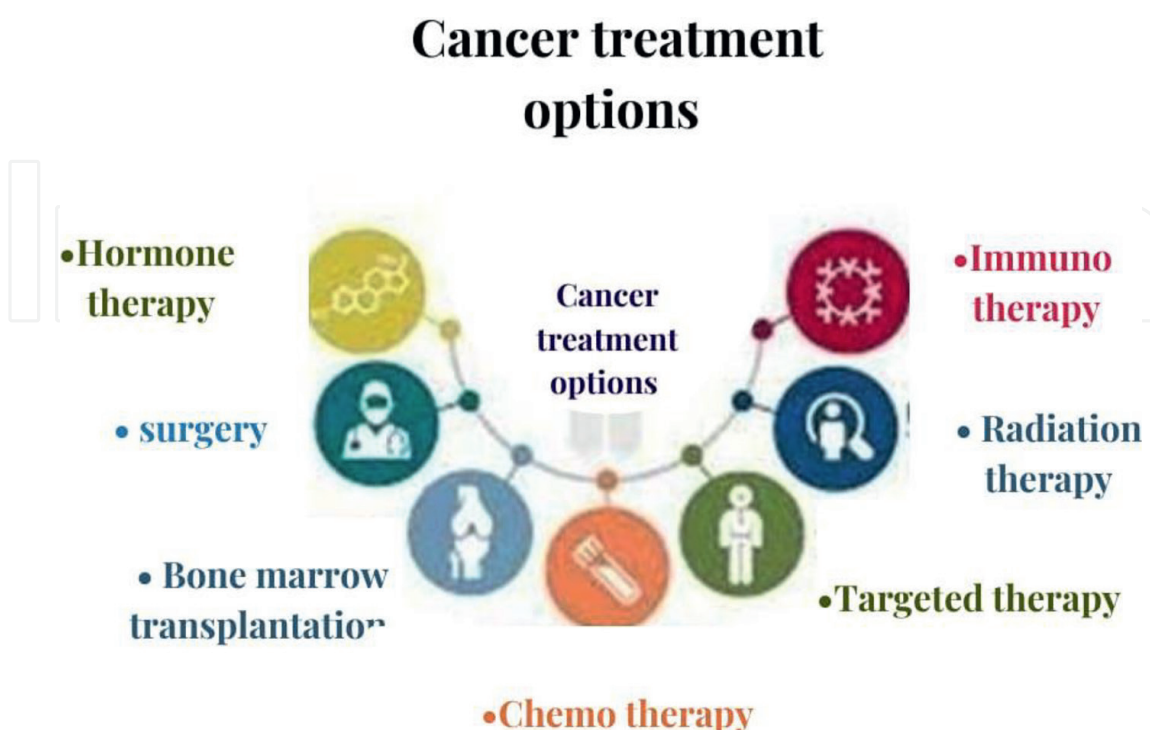 Cancer treatment
options
•Hormone
therapy
• surgery
• Bone marrow
transplantation
•Chemo therapy
Cancer
treatment
options
•Immuno
therapy
• Radiation
therapy
•Targeted therapy